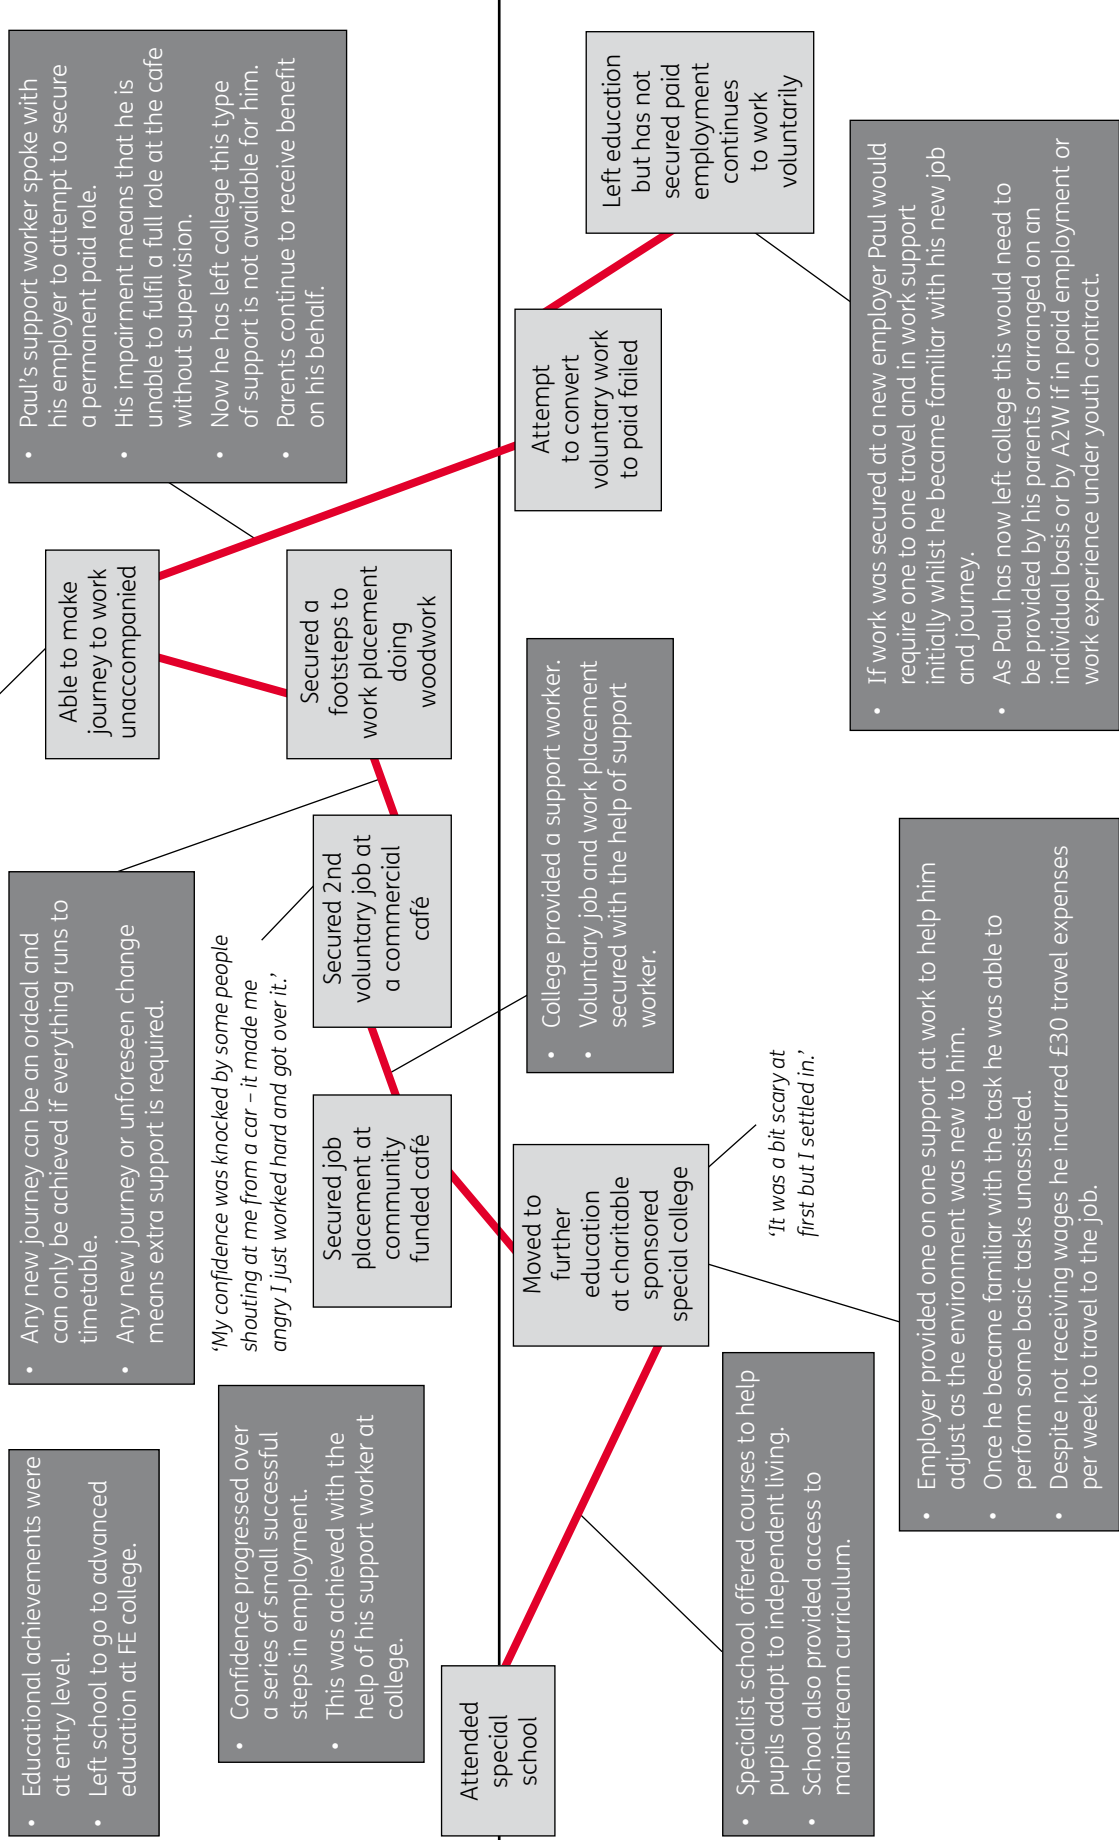 • Educational achievements were
at entry level.
• Left school to go to advanced
education at FE college.
• Confidence progressed over
a series of small successful
steps in employment.
• This was achieved with the
help of his support worker at
college.
Attended
special
school
• Specialist school offered courses to help
pupils adapt to independent living.
• School also provided access to
mainstream curriculum.
• Any new journey can be an ordeal and
can only be achieved if everything runs to
timetable.
• Any new journey or unforeseen change
means extra support is required.
‘My confidence was knocked by some people
shouting at me from a car – it made me
angry I just worked hard and got over it.’
Secured job
placement at
community
funded café
Moved to
further
education
at charitable
sponsored
special college
‘It was a bit scary at
first but I settled in.’
• Employer provided one on one support at work to help him
adjust as the environment was new to him.
• Once he became familiar with the task he was able to
perform some basic tasks unassisted.
• Despite not receiving wages he incurred £30 travel expenses
per week to travel to the job.
Secured 2nd
voluntary job at
a commercial
café
• College provided a support worker.
• Voluntary job and work placement
secured with the help of support
worker.
Able to make
journey to work
unaccompanied
Secured a
footsteps to
work placement
doing
woodwork
• Paul’s support worker spoke with
his employer to attempt to secure
a permanent paid role.
• His impairment means that he is
unable to fulfill a full role at the cafe
without supervision.
• Now he has left college this type
of support is not available for him.
• Parents continue to receive benefit
on his behalf.
Attempt
to convert
voluntary work
to paid failed
Left education
but has not
secured paid
employment
continues
to work
voluntarily
• If work was secured at a new employer Paul would
require one to one travel and in work support
initially whilst he became familiar with his new job
and journey.
• As Paul has now left college this would need to
be provided by his parents or arranged on an
individual basis or by A2W if in paid employment or
work experience under youth contract.